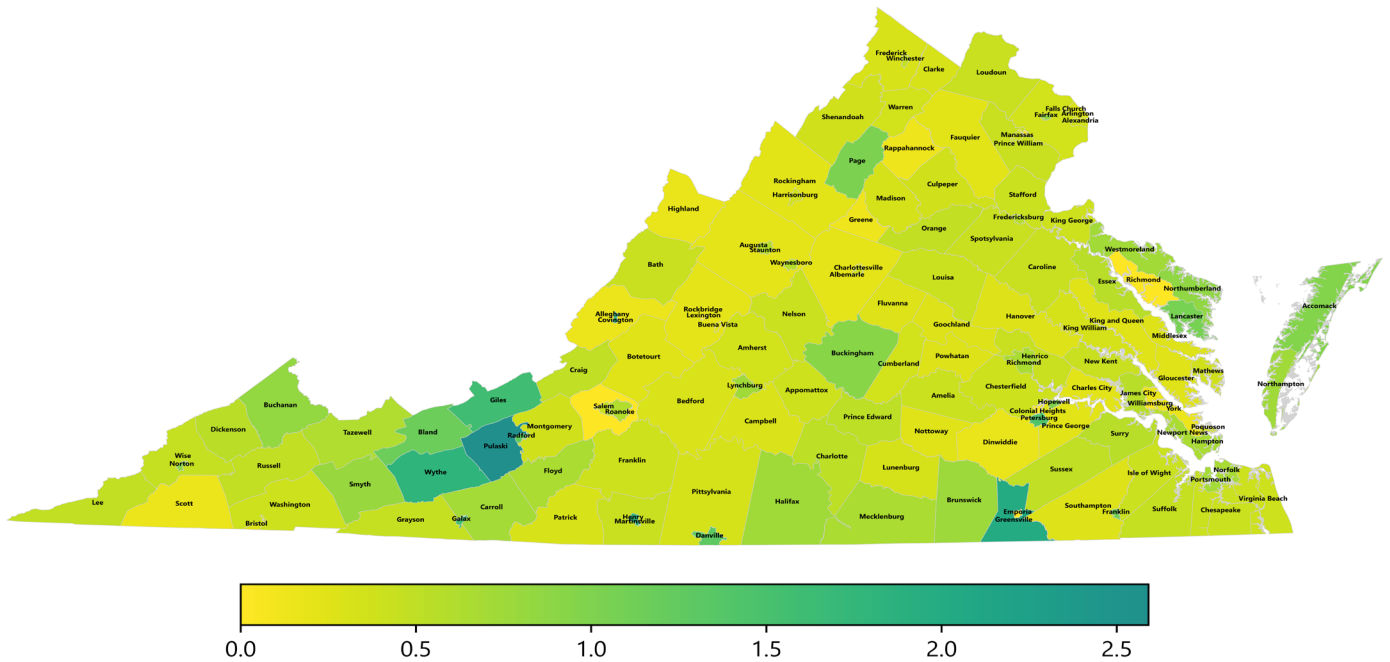 Frederick
Winchester
Clarke
Loudoun
Warren
Shenandoah
Falls Church
Fairfax
Arlington
Alexandria
Manassas
Prince William
Fauquier
Rappahannock
Page
Rockingham
Harrisonburg
Culpeper
Madison
Stafford
Highland
Greene
Fredericksburg
King George
Orange
Spotsylvania
Augusta
Staunton
Waynesboro
Westmoreland
Bath
Charlottesville
Albemarle
Louisa
Caroline
Essex
Richmond
Northumberland
Accomack
Fluvanna
Rockbridge
Lexington
Buena Vista
Alleghany
Covington
Nelson
Goochland
Hanover
King and Queen
King William
Lancaster
Middlesex
Amherst
Buckingham
Cumberland
Powhatan
Henrico
Richmond
New Kent
Botetourt
Craig
Mathews
Gloucester
Northampton
Lynchburg
Appomattox
Chesterfield
Charles City
James City
Williamsburg
York
Amelia
Bedford
Giles
Buchanan
Salem
Roanoke
Hopewell
Colonial Heights
Petersburg
Prince George
Prince Edward
Campbell
Montgomery
Radford
Pulaski
Bland
Tazewell
Dickenson
Nottoway
Dinwiddie
Surry
Newport News
Poquoson
Hampton
Wise
Norton
Russell
Wythe
Smyth
Floyd
Franklin
Charlotte
Lunenburg
Sussex
Isle of Wight
Norfolk
Portsmouth
Virginia Beach
Lee
Scott
Washington
Bristol
Grayson
Carroll
Galax
Patrick
Henry
Martinsville
Pittsylvania
Danville
Halifax
Mecklenburg
Brunswick
Emporia
Greensville
Southampton
Franklin
Suffolk
Chesapeake
0.0 0.5 1.0 1.5 2.0 2.5